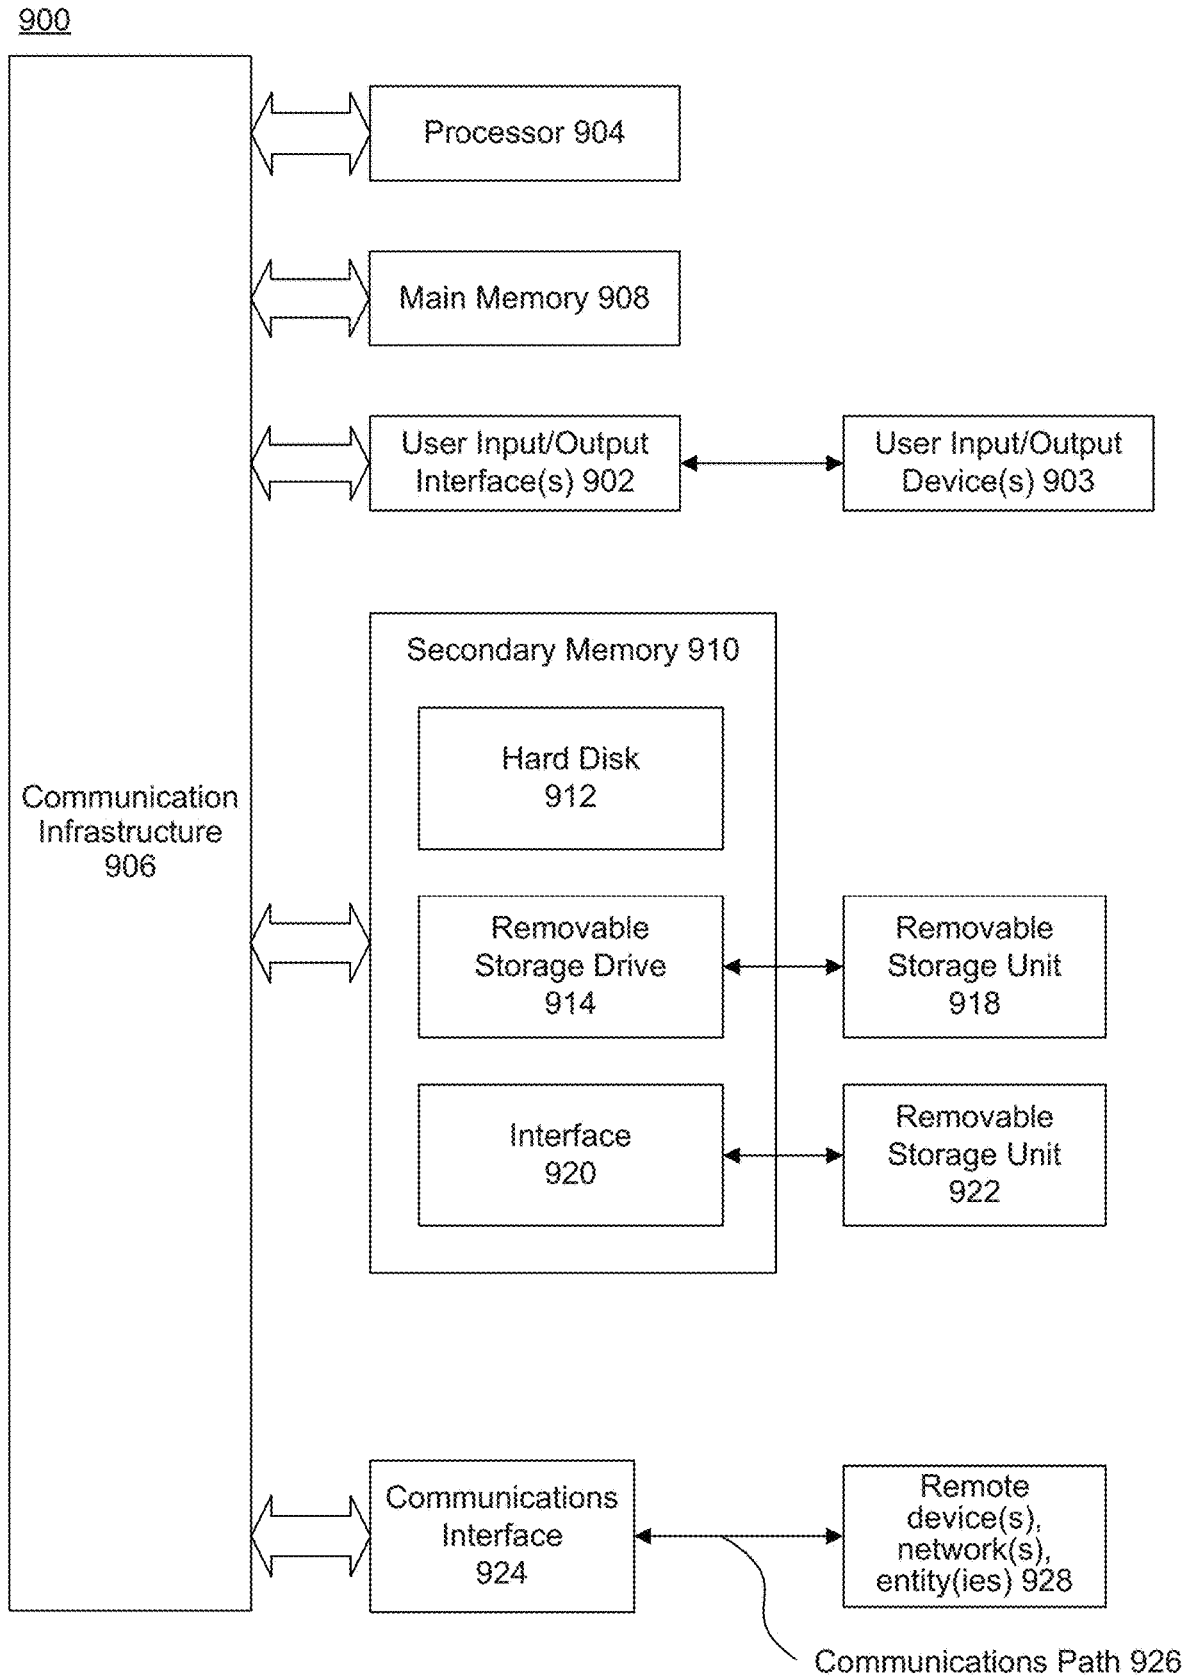 900
Processor 904
Main Memory 908
User Input/Output
Interface(s) 902
User Input/Output
Device(s) 903
Secondary Memory 910
Hard Disk
912
Communication
Infrastructure
906
Removable
Storage Drive
914
Removable
Storage Unit
918
Interface
920
Removable
Storage Unit
922
Communications
Interface
924
Remote
device(s),
network(s),
entity(ies) 928
Communications Path 926